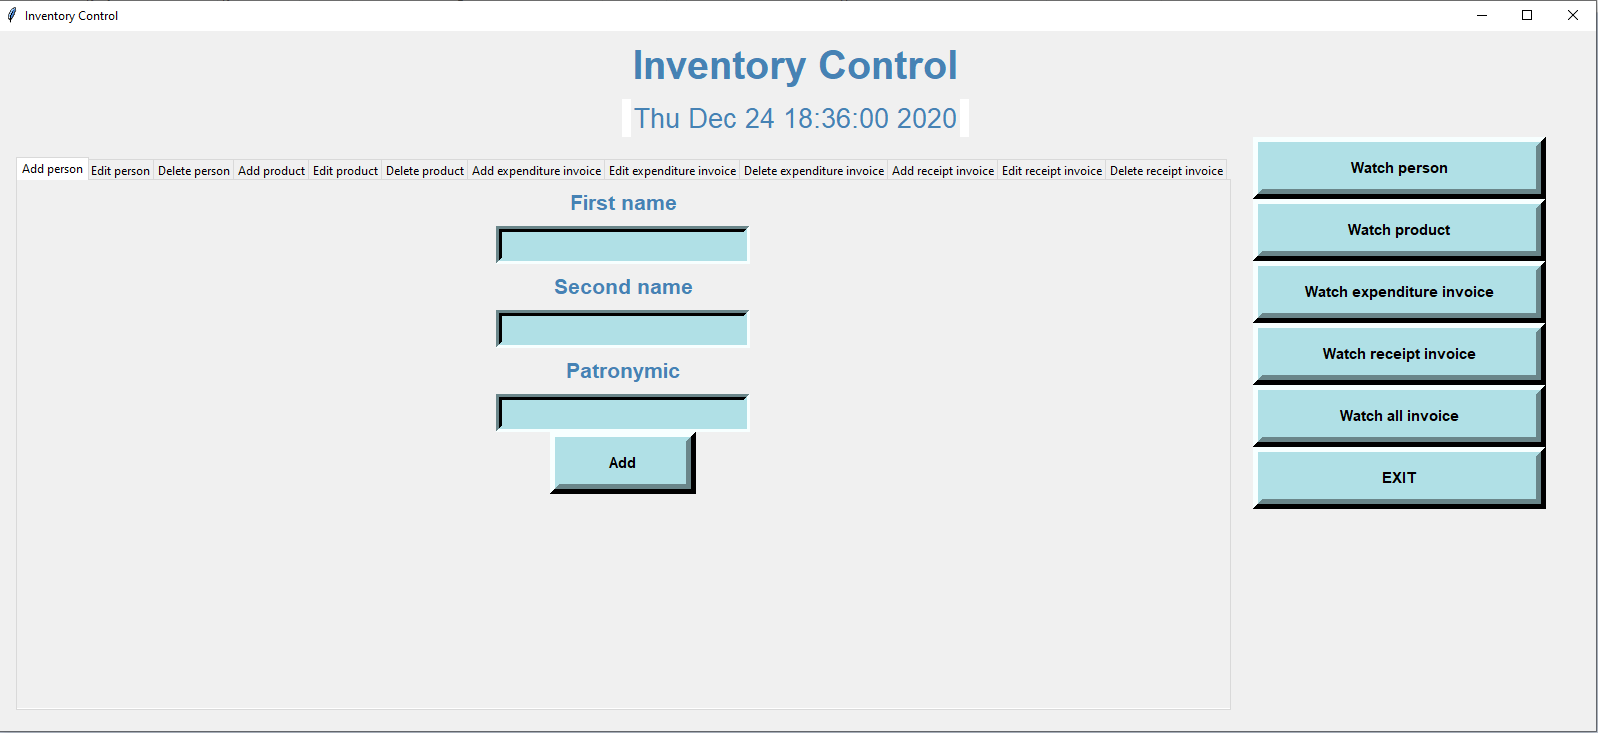 Inventory Control
Inventory Control
Thu Dec 24 18:36:00 2020
Add person Edit person Delete person Add product Edit product Delete product Add expenditure invoice Edit expenditure invoice Delete expenditure invoice Add receipt invoice Edit receipt invoice Delete receipt invoice
First name
Second name
Patronymic
Add
Watch person
Watch product
Watch expenditure invoice
Watch receipt invoice
Watch all invoice
EXIT